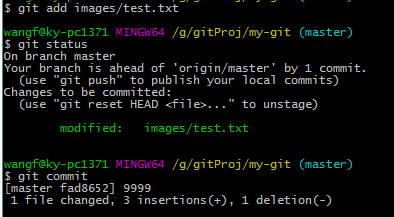 $ git add images/test.txt
wangf@ky-pc1371 MINGW64 /g/gitProj/my-git (master)
$ git status
On branch master
Your branch is ahead of 'origin/master' by 1 commit.
(use "git push" to publish your local commits)
Changes to be committed:
(use "git reset HEAD <file>..." to unstage)
modified: images/test.txt
wangf@ky-pc1371 MINGW64 /g/gitProj/my-git (master)
$ git commit
[master fad8652] 9999
1 file changed, 3 insertions(+), 1 deletion(-)